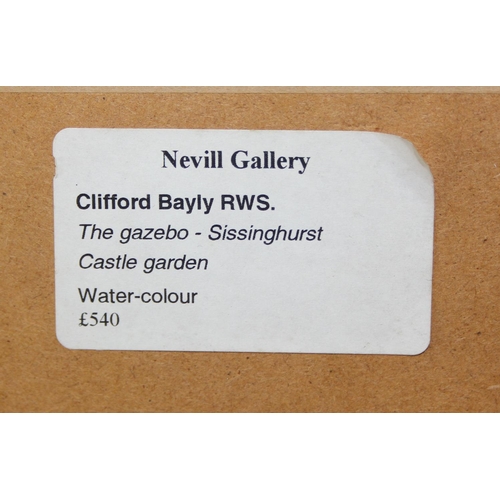 Nevill Gallery
Clifford Bayly RWS.
The gazebo - Sissinghurst
Castle garden
Water-colour
£540